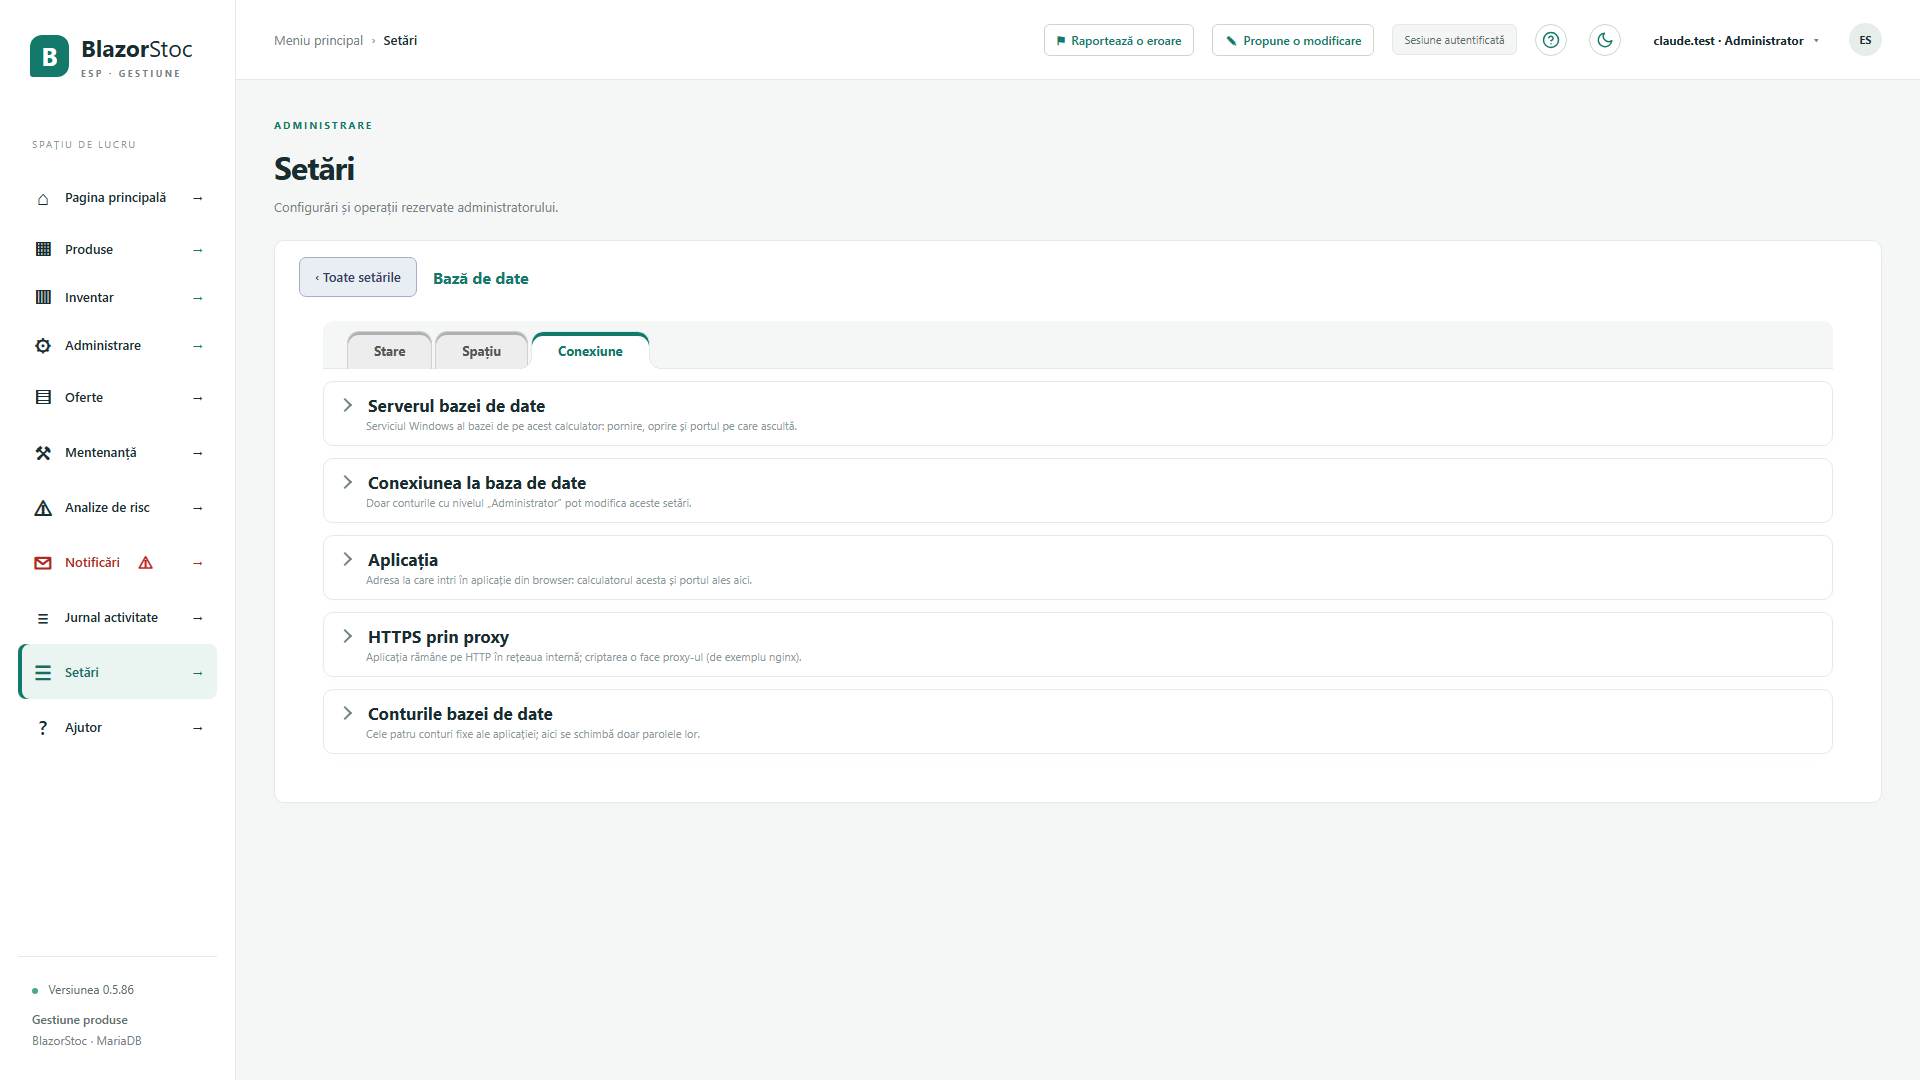 B BlazorStoc
ESP · GESTIUNE
SPAȚIU DE LUCRU
Pagina principală →
Produse →
Inventar →
Administrare →
Oferte →
Mentenanță →
Analize de risc →
Notificări →
Jurnal activitate →
Setări →
? Ajutor →
Versiunea 0.5.86
Gestiune produse
BlazorStoc · MariaDB
Meniu principal › Setări
Raportează o eroare
Propune o modificare
Sesiune autentificată
claude.test · Administrator
ES
ADMINISTRARE
Setări
Configurări și operații rezervate administratorului.
‹ Toate setările
Bază de date
Stare
Spațiu
Conexiune
Serverul bazei de date
Serviciul Windows al bazei de pe acest calculator: pornire, oprire și portul pe care ascultă.
Conexiunea la baza de date
Doar conturile cu nivelul „Administrator” pot modifica aceste setări.
Aplicația
Adresa la care intri în aplicație din browser: calculatorul acesta și portul ales aici.
HTTPS prin proxy
Aplicația rămâne pe HTTP în rețeaua internă; criptarea o face proxy-ul (de exemplu nginx).
Conturile bazei de date
Cele patru conturi fixe ale aplicației; aici se schimbă doar parolele lor.